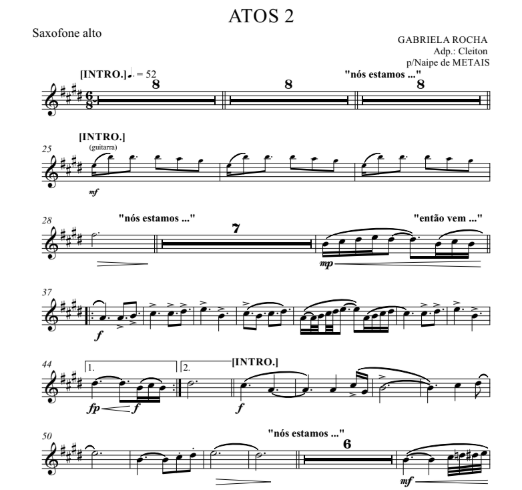 ATOS 2
Saxofone alto
GABRIELA ROCHA
Adp.: Cleiton
p/Naipe de METAIS
[INTRO.] ♩. = 52
"nós estamos ..."
6
8
8
8
8
[INTRO.]
(guitarra)
25
mf
28
"nós estamos ..."
"então vem ..."
7
mp
37
f
44
1.
2.
[INTRO.]
fp
f
f
50
"nós estamos ..."
6
mf